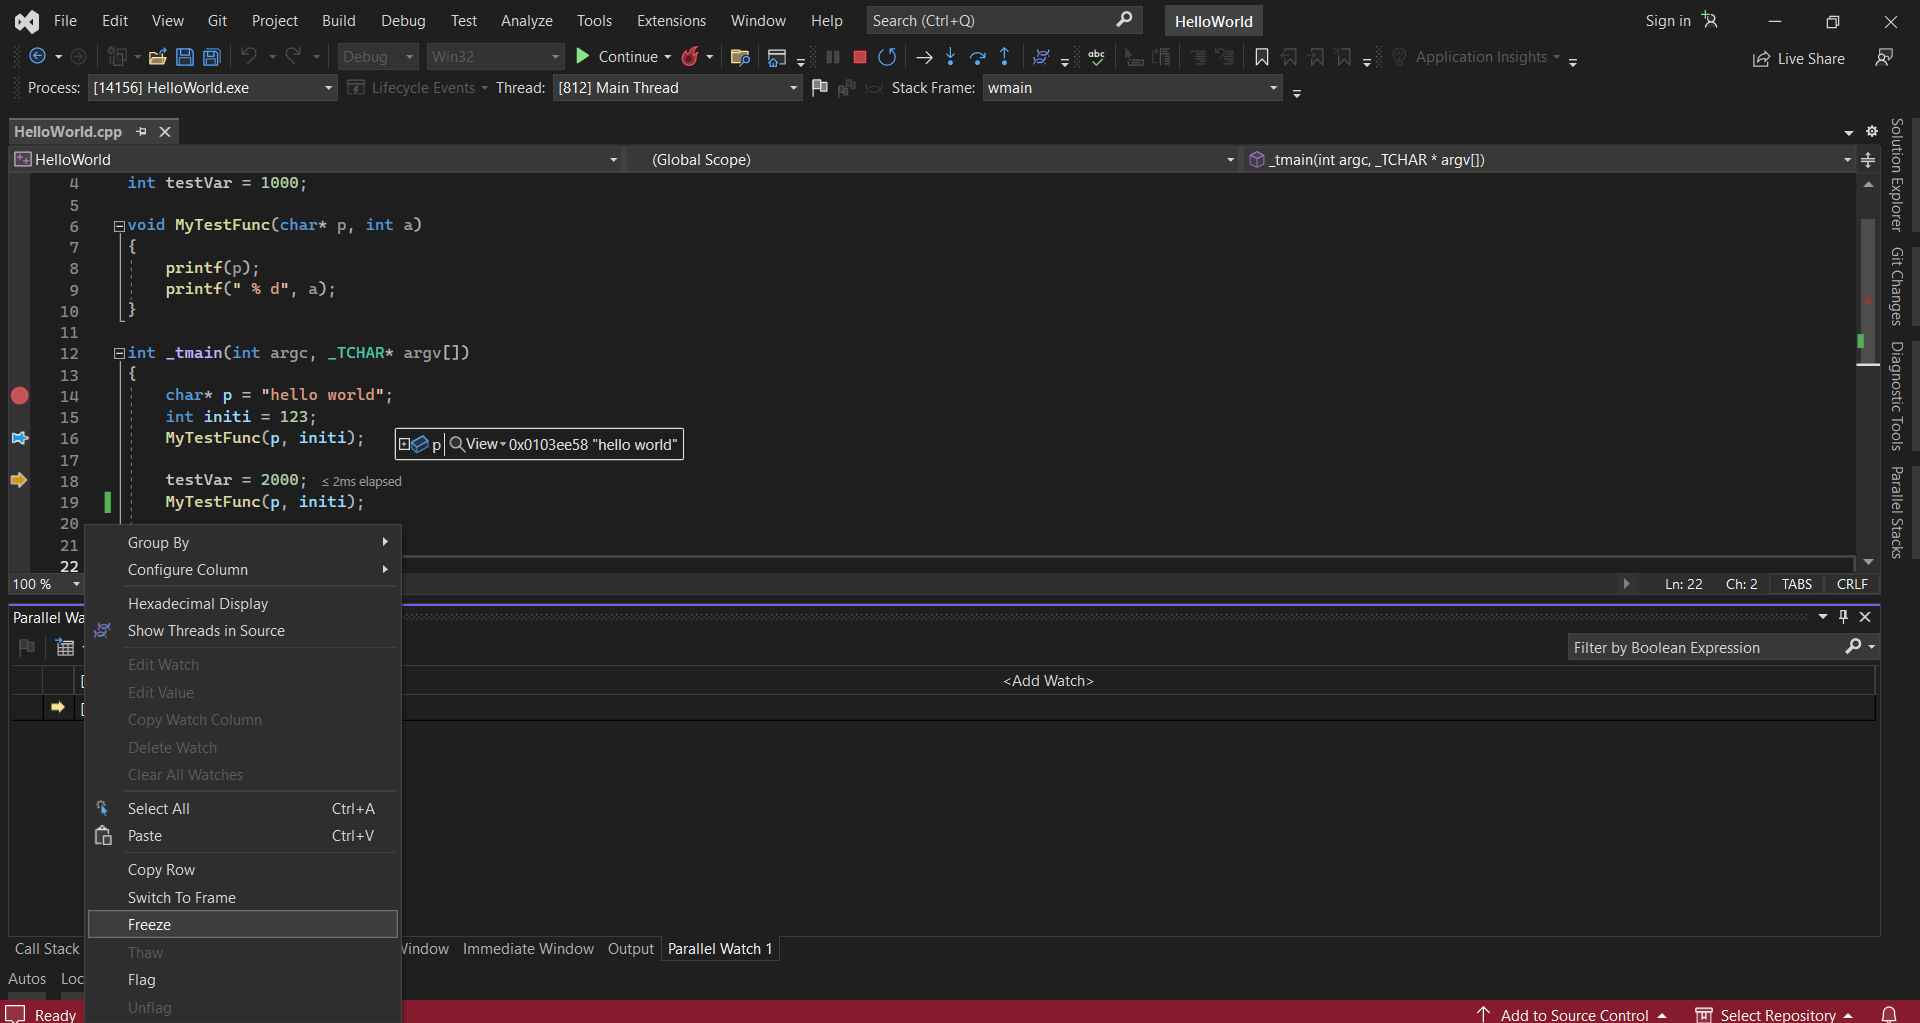 File Edit View Git Project Build Debug Test Analyze Tools Extensions Window Help Search (Ctrl+Q) HelloWorld Sign in
Debug Win32 Continue abc Application Insights Live Share
Process: [14156] HelloWorld.exe Lifecycle Events Thread: [812] Main Thread Stack Frame: wmain
HelloWorld.cpp
HelloWorld (Global Scope) _tmain(int argc, _TCHAR * argv[])
4 int testVar = 1000;
5
6 void MyTestFunc(char* p, int a)
7 {
8 printf(p);
9 printf(" % d", a);
10 }
11
12 int _tmain(int argc, _TCHAR* argv[])
13 {
14 char* p = "hello world";
15 int initi = 123;
16 MyTestFunc(p, initi);
p View 0x0103ee58 "hello world"
17
18 testVar = 2000; ≤ 2ms elapsed
19 MyTestFunc(p, initi);
20
21
22
100 % Ln: 22 Ch: 2 TABS CRLF
Solution Explorer
Git Changes
Diagnostic Tools
Parallel Stacks
Group By
Configure Column
Hexadecimal Display
Show Threads in Source
Edit Watch
Edit Value
Copy Watch Column
Delete Watch
Clear All Watches
Select All Ctrl+A
Paste Ctrl+V
Copy Row
Switch To Frame
Freeze
Thaw
Flag
Unflag
Parallel Wa
Filter by Boolean Expression
[ <Add Watch>
[
Call Stack Window Immediate Window Output Parallel Watch 1
Autos Loc
Ready Add to Source Control Select Repository